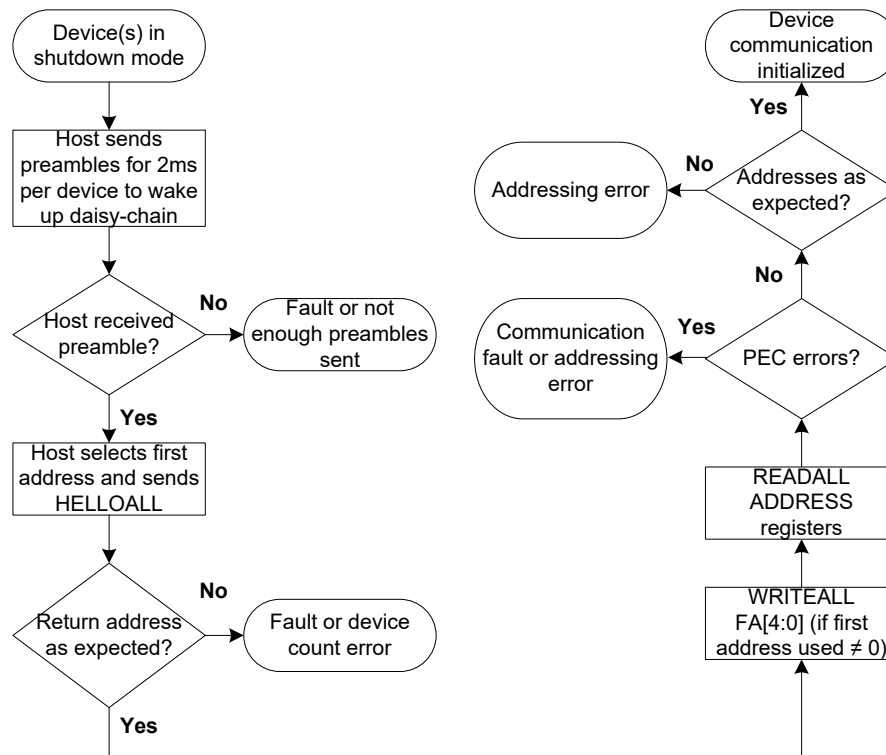 Device(s) in
shutdown mode
Host sends
preambles for 2ms
per device to wake
up daisy-chain
Host received
preamble?
No
Fault or not
enough preambles
sent
Yes
Host selects first
address and sends
HELLOALL
Return address
as expected?
No
Fault or device
count error
Yes
Device
communication
initialized
Yes
Addresses as
expected?
No
Addressing error
No
PEC errors?
Yes
Communication
fault or addressing
error
READALL
ADDRESS
registers
WRITEALL
FA[4:0] (if first
address used ≠ 0)